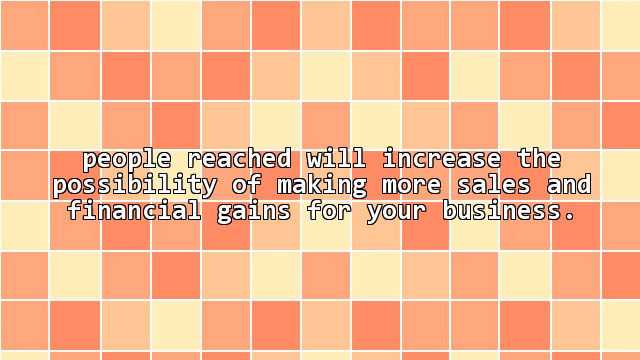 people reached will increase the
possibility of making more sales and
financial gains for your business.